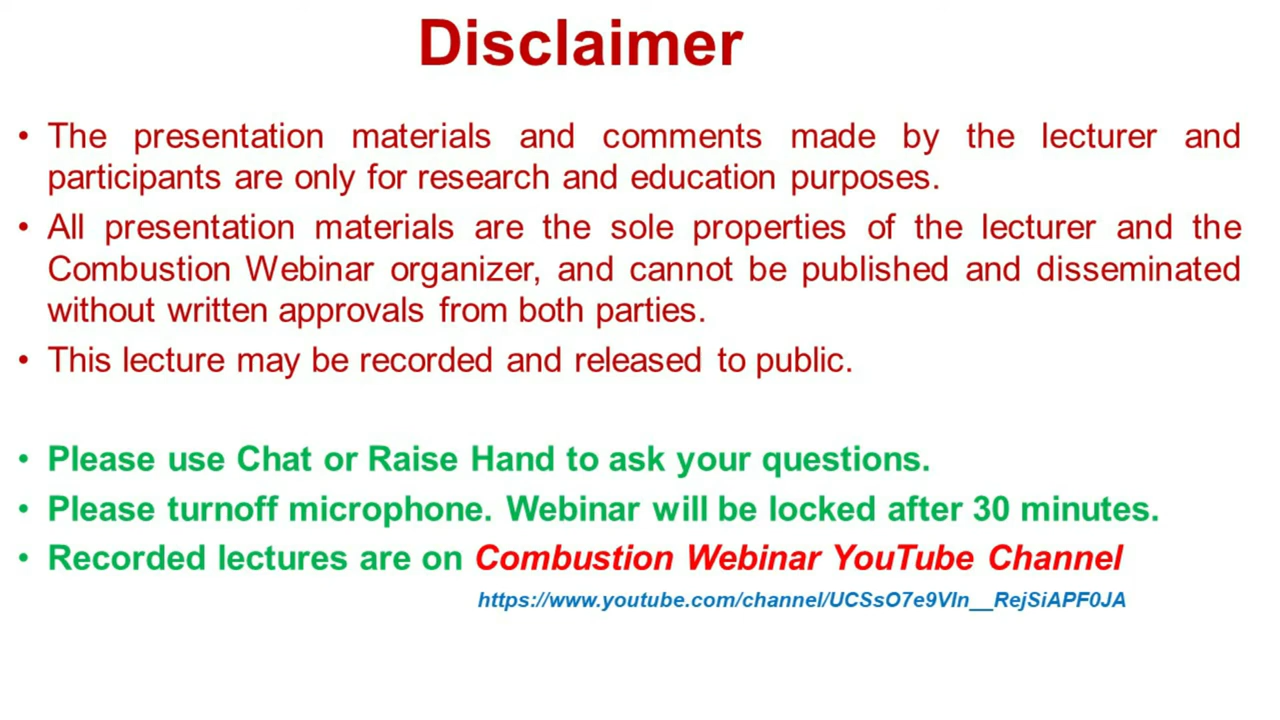 Disclaimer
• The presentation materials and comments made by the lecturer and
participants are only for research and education purposes.
• All presentation materials are the sole properties of the lecturer and the
Combustion Webinar organizer, and cannot be published and disseminated
without written approvals from both parties.
• This lecture may be recorded and released to public.
• Please use Chat or Raise Hand to ask your questions.
• Please turnoff microphone. Webinar will be locked after 30 minutes.
• Recorded lectures are on Combustion Webinar YouTube Channel
https://www.youtube.com/channel/UCSsO7e9VIn__RejSiAPF0JA